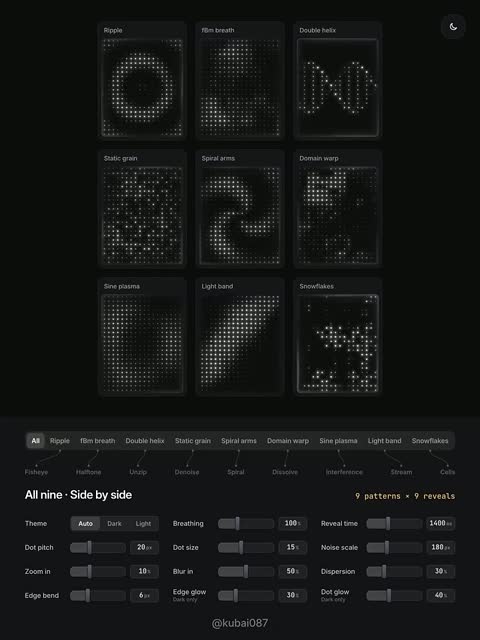 Ripple
fBm breath
Double helix
Static grain
Spiral arms
Domain warp
Sine plasma
Light band
Snowflakes
All Ripple fBm breath Double helix Static grain Spiral arms Domain warp Sine plasma Light band Snowflakes
Fisheye Halftone Unzip Denoise Spiral Dissolve Interference Stream Cells
All nine · Side by side
9 patterns × 9 reveals
Theme Auto Dark Light Breathing 100% Reveal time 1400ms
Dot pitch 20px Dot size 15% Noise scale 180px
Zoom in 10% Blur in 50% Dispersion 30%
Edge bend 6px Edge glow 30% Dot glow 40%
Dark only Dark only
@kubai087